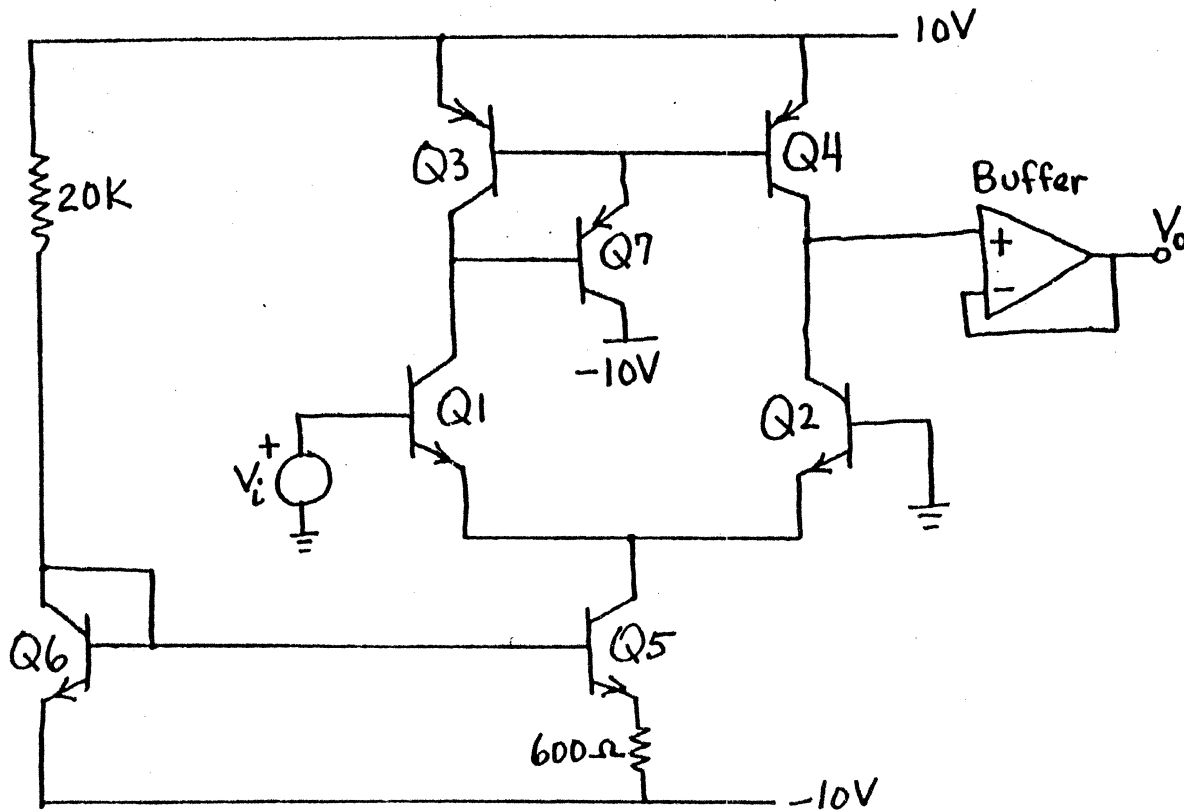 10V
Q3
Q4
20K
Buffer
Q7
+
−
Vo
-10V
Q1
Q2
+
Vi
Q6
Q5
600Ω
-10V